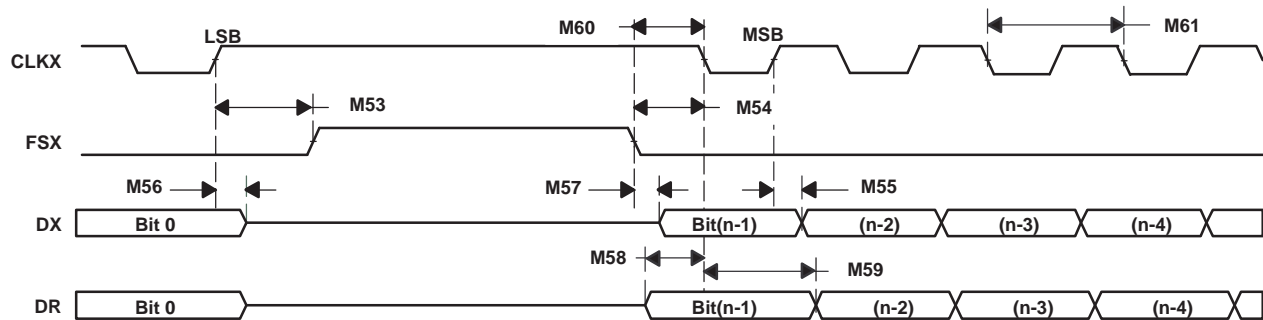 LSB
M60
MSB
M61
CLKX
M53
M54
FSX
M56
M57
M55
DX
Bit 0
Bit(n-1)
(n-2)
(n-3)
(n-4)
M58
M59
DR
Bit 0
Bit(n-1)
(n-2)
(n-3)
(n-4)